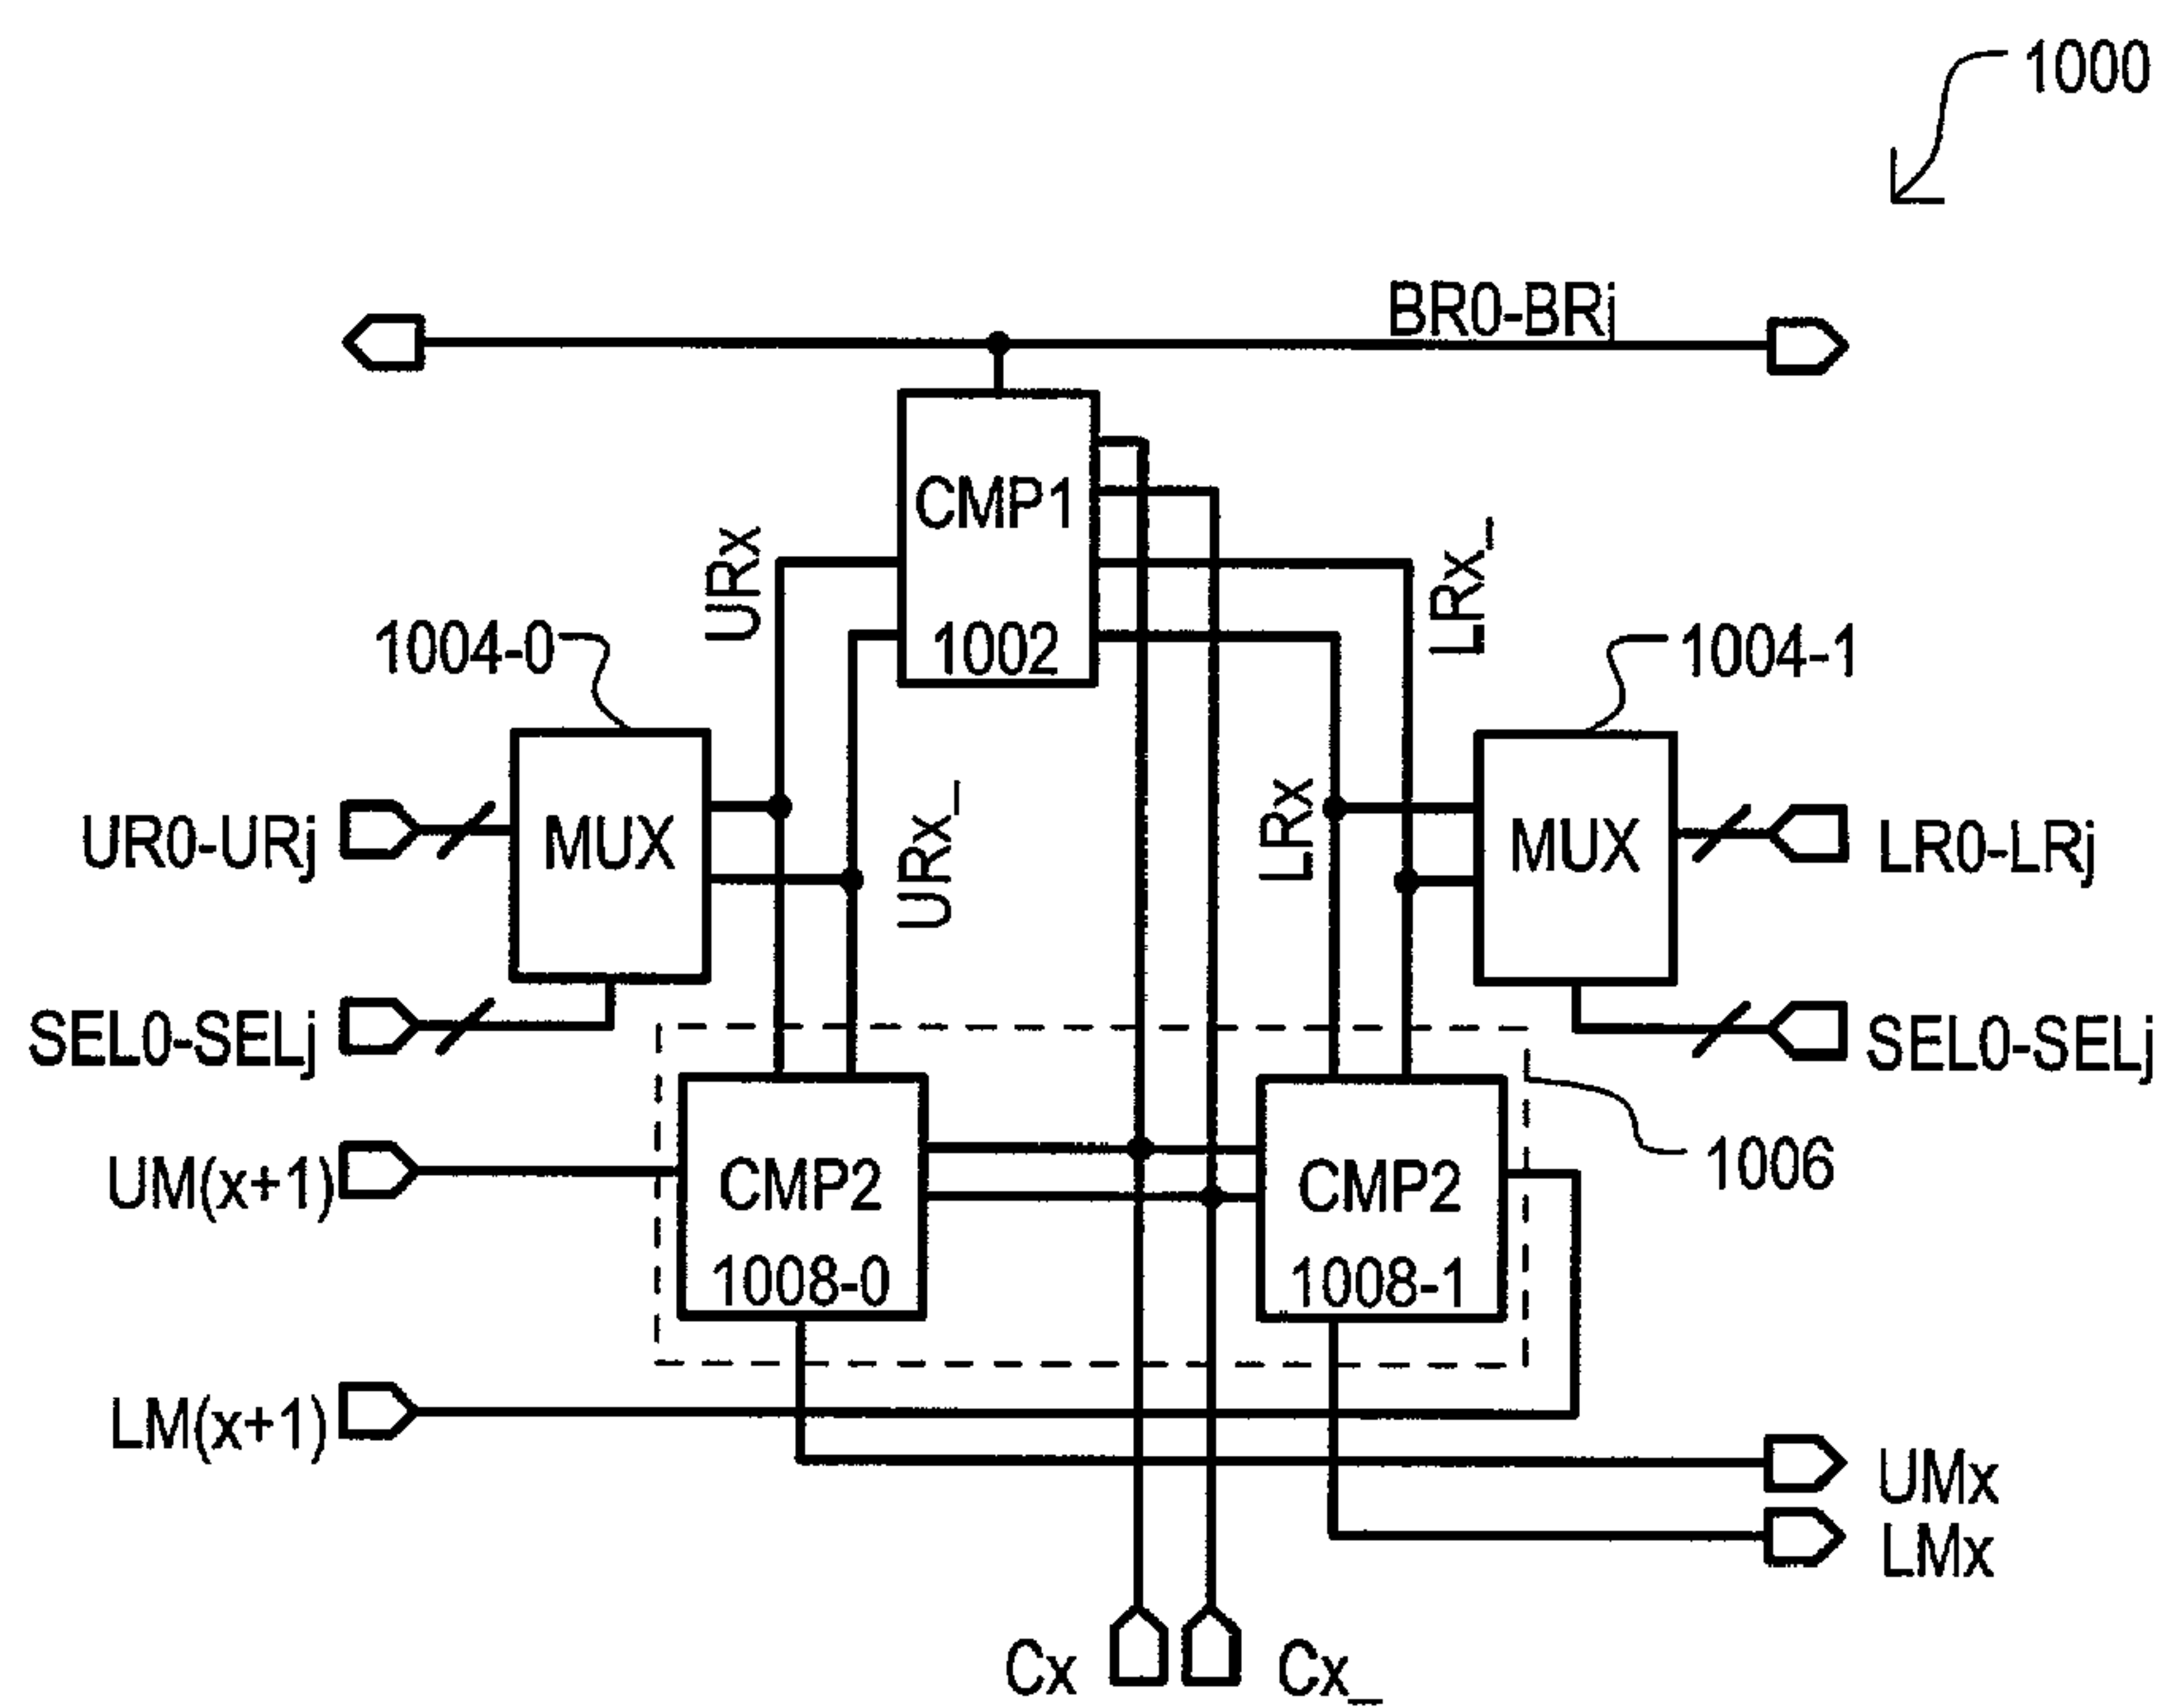 1000
BR0-BRj
CMP1
1002
URx
LRx_
1004-0
1004-1
MUX
MUX
UR0-URj
URx_
LRx
LR0-LRj
SEL0-SELj
SEL0-SELj
UM(x+1)
CMP2
1008-0
CMP2
1008-1
1006
LM(x+1)
UMx
LMx
Cx
Cx_